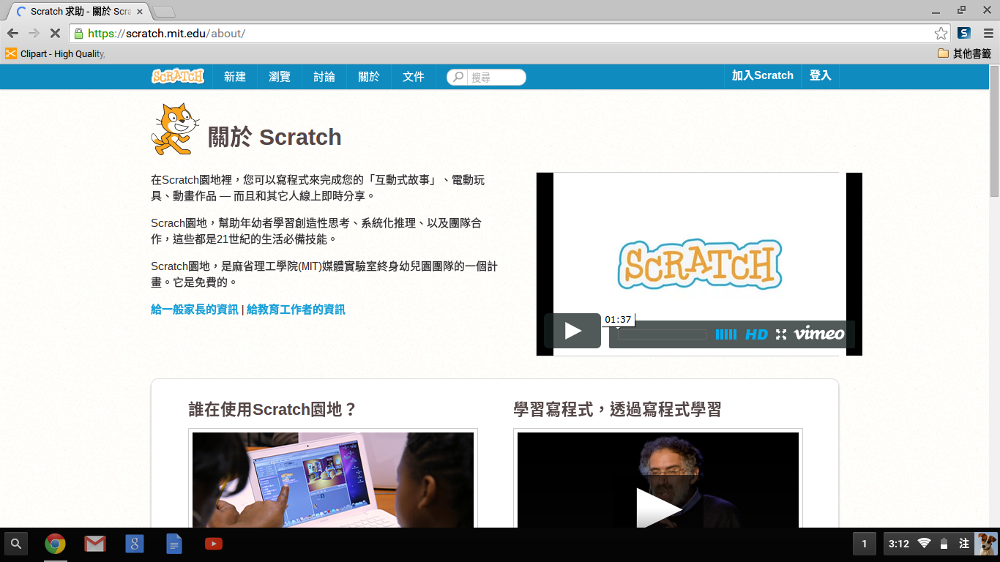 Scratch 求助 - 關於 Scra
https://scratch.mit.edu/about/
Clipart - High Quality,
其他書籤
SCRATCH 新建 瀏覽 討論 關於 文件 搜尋 加入Scratch 登入
關於 Scratch
在Scratch園地裡，您可以寫程式來完成您的「互動式故事」、電動玩
具、動畫作品 — 而且和其它人線上即時分享。
Scrach園地，幫助年幼者學習創造性思考、系統化推理、以及團隊合
作，這些都是21世紀的生活必備技能。
Scratch園地，是麻省理工學院(MIT)媒體實驗室終身幼兒園團隊的一個計
畫。它是免費的。
給一般家長的資訊 | 給教育工作者的資訊
SCRATCH
01:37
HD vimeo
誰在使用Scratch園地？
學習寫程式，透過寫程式學習
8
1
3:12
注